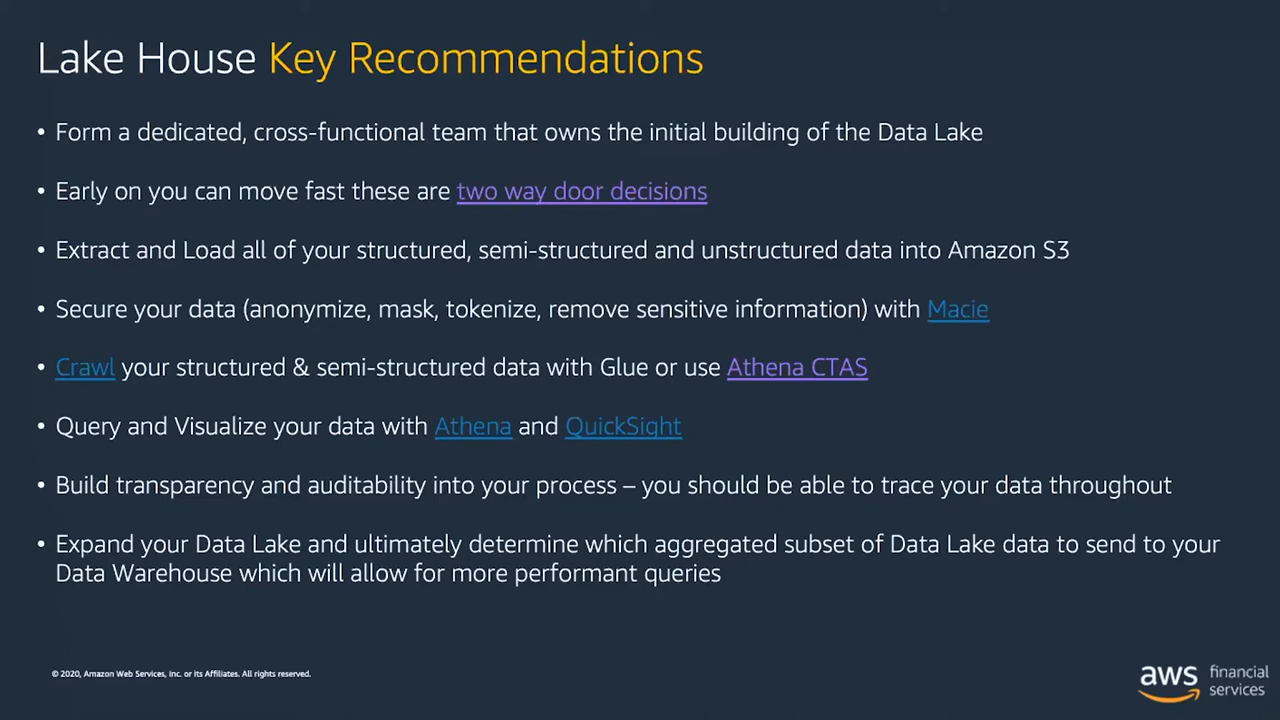 Lake House Key Recommendations
• Form a dedicated, cross-functional team that owns the initial building of the Data Lake
• Early on you can move fast these are two way door decisions
• Extract and Load all of your structured, semi-structured and unstructured data into Amazon S3
• Secure your data (anonymize, mask, tokenize, remove sensitive information) with Macie
• Crawl your structured & semi-structured data with Glue or use Athena CTAS
• Query and Visualize your data with Athena and QuickSight
• Build transparency and auditability into your process – you should be able to trace your data throughout
• Expand your Data Lake and ultimately determine which aggregated subset of Data Lake data to send to your
Data Warehouse which will allow for more performant queries
© 2020, Amazon Web Services, Inc. or its Affiliates. All rights reserved.
aws financial
services